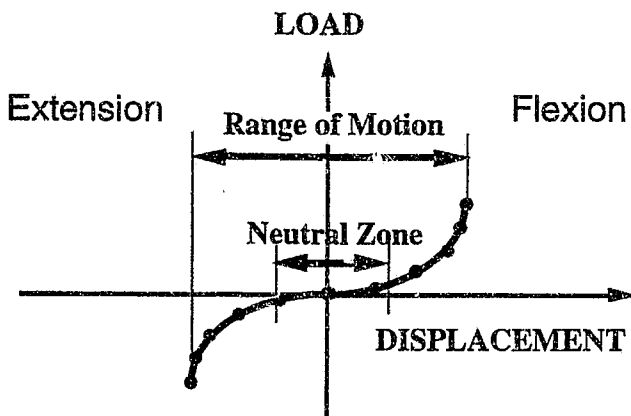 LOAD
Extension
Flexion
Range of Motion
Neutral Zone
DISPLACEMENT